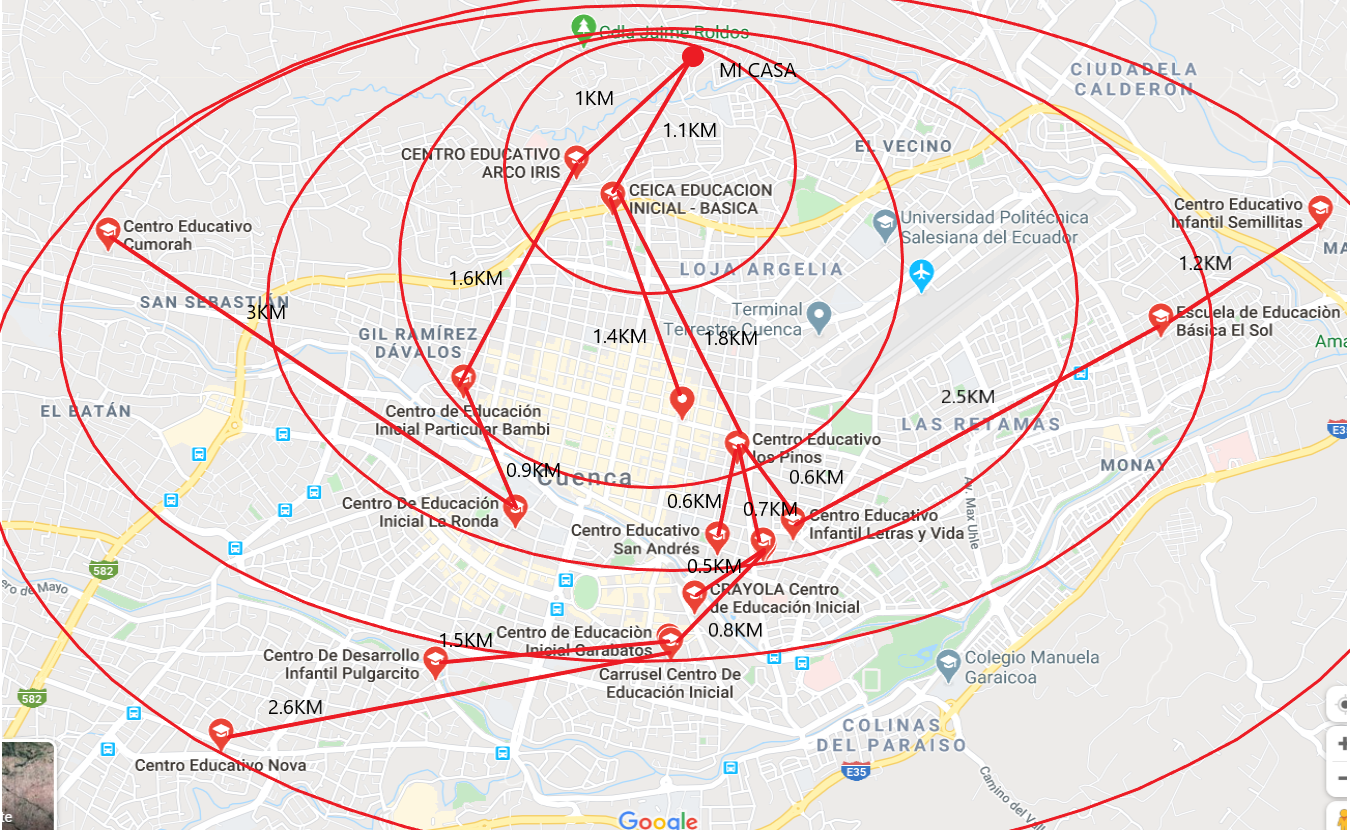 Cdla Jaime Roldos
MI CASA
CIUDADELA
CALDERON
1KM
1.1KM
EL VECINO
CENTRO EDUCATIVO
ARCO IRIS
CEICA EDUCACION
INICIAL - BASICA
Centro Educativo
Cumorah
Universidad Politécnica
Salesiana del Ecuador
Centro Educativo
Infantil Semillitas
MA
1.2KM
LOJA ARGELIA
1.6KM
SAN SEBASTIÁN
3KM
Terminal
Terrestre Cuenca
Escuela de Educaciòn
Básica El Sol
GIL RAMÍREZ
DÁVALOS
1.4KM
1.8KM
Ama
2.5KM
EL BATÁN
Centro de Educación
Inicial Particular Bambi
LAS RETAMAS
E35
Centro Educativo
los Pinos
MONAY
0.9KM
Cuenca
0.6KM
Av. Max Uhle
Centro De Educación
Inicial La Ronda
0.6KM
0.7KM
Centro Educativo
Infantil Letras y Vida
Centro Educativo
San Andrés
0.5KM
582
ero de Mayo
CRAYOLA Centro
de Educación Inicial
1.5KM
Centro de Educaciòn
Inicial Garabatos
0.8KM
Centro De Desarrollo
Infantil Pulgarcito
Carrusel Centro De
Educación Inicial
Colegio Manuela
Garaicoa
582
2.6KM
COLINAS
DEL PARAISO
Centro Educativo Nova
E35
Camino del Vall
te
Google